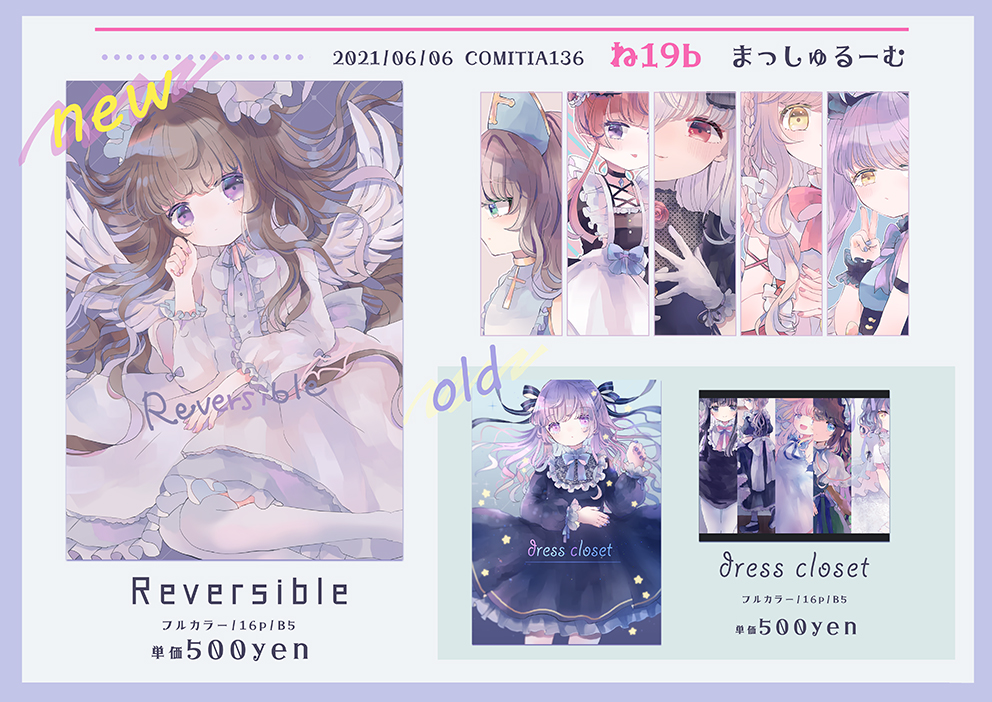 2021/06/06 COMITIA136 ね19b まっしゅるーむ
new
Reversible
Reversible
フルカラー/16p/B5
単価500yen
old
dress closet
dress closet
フルカラー/16p/B5
単価500yen